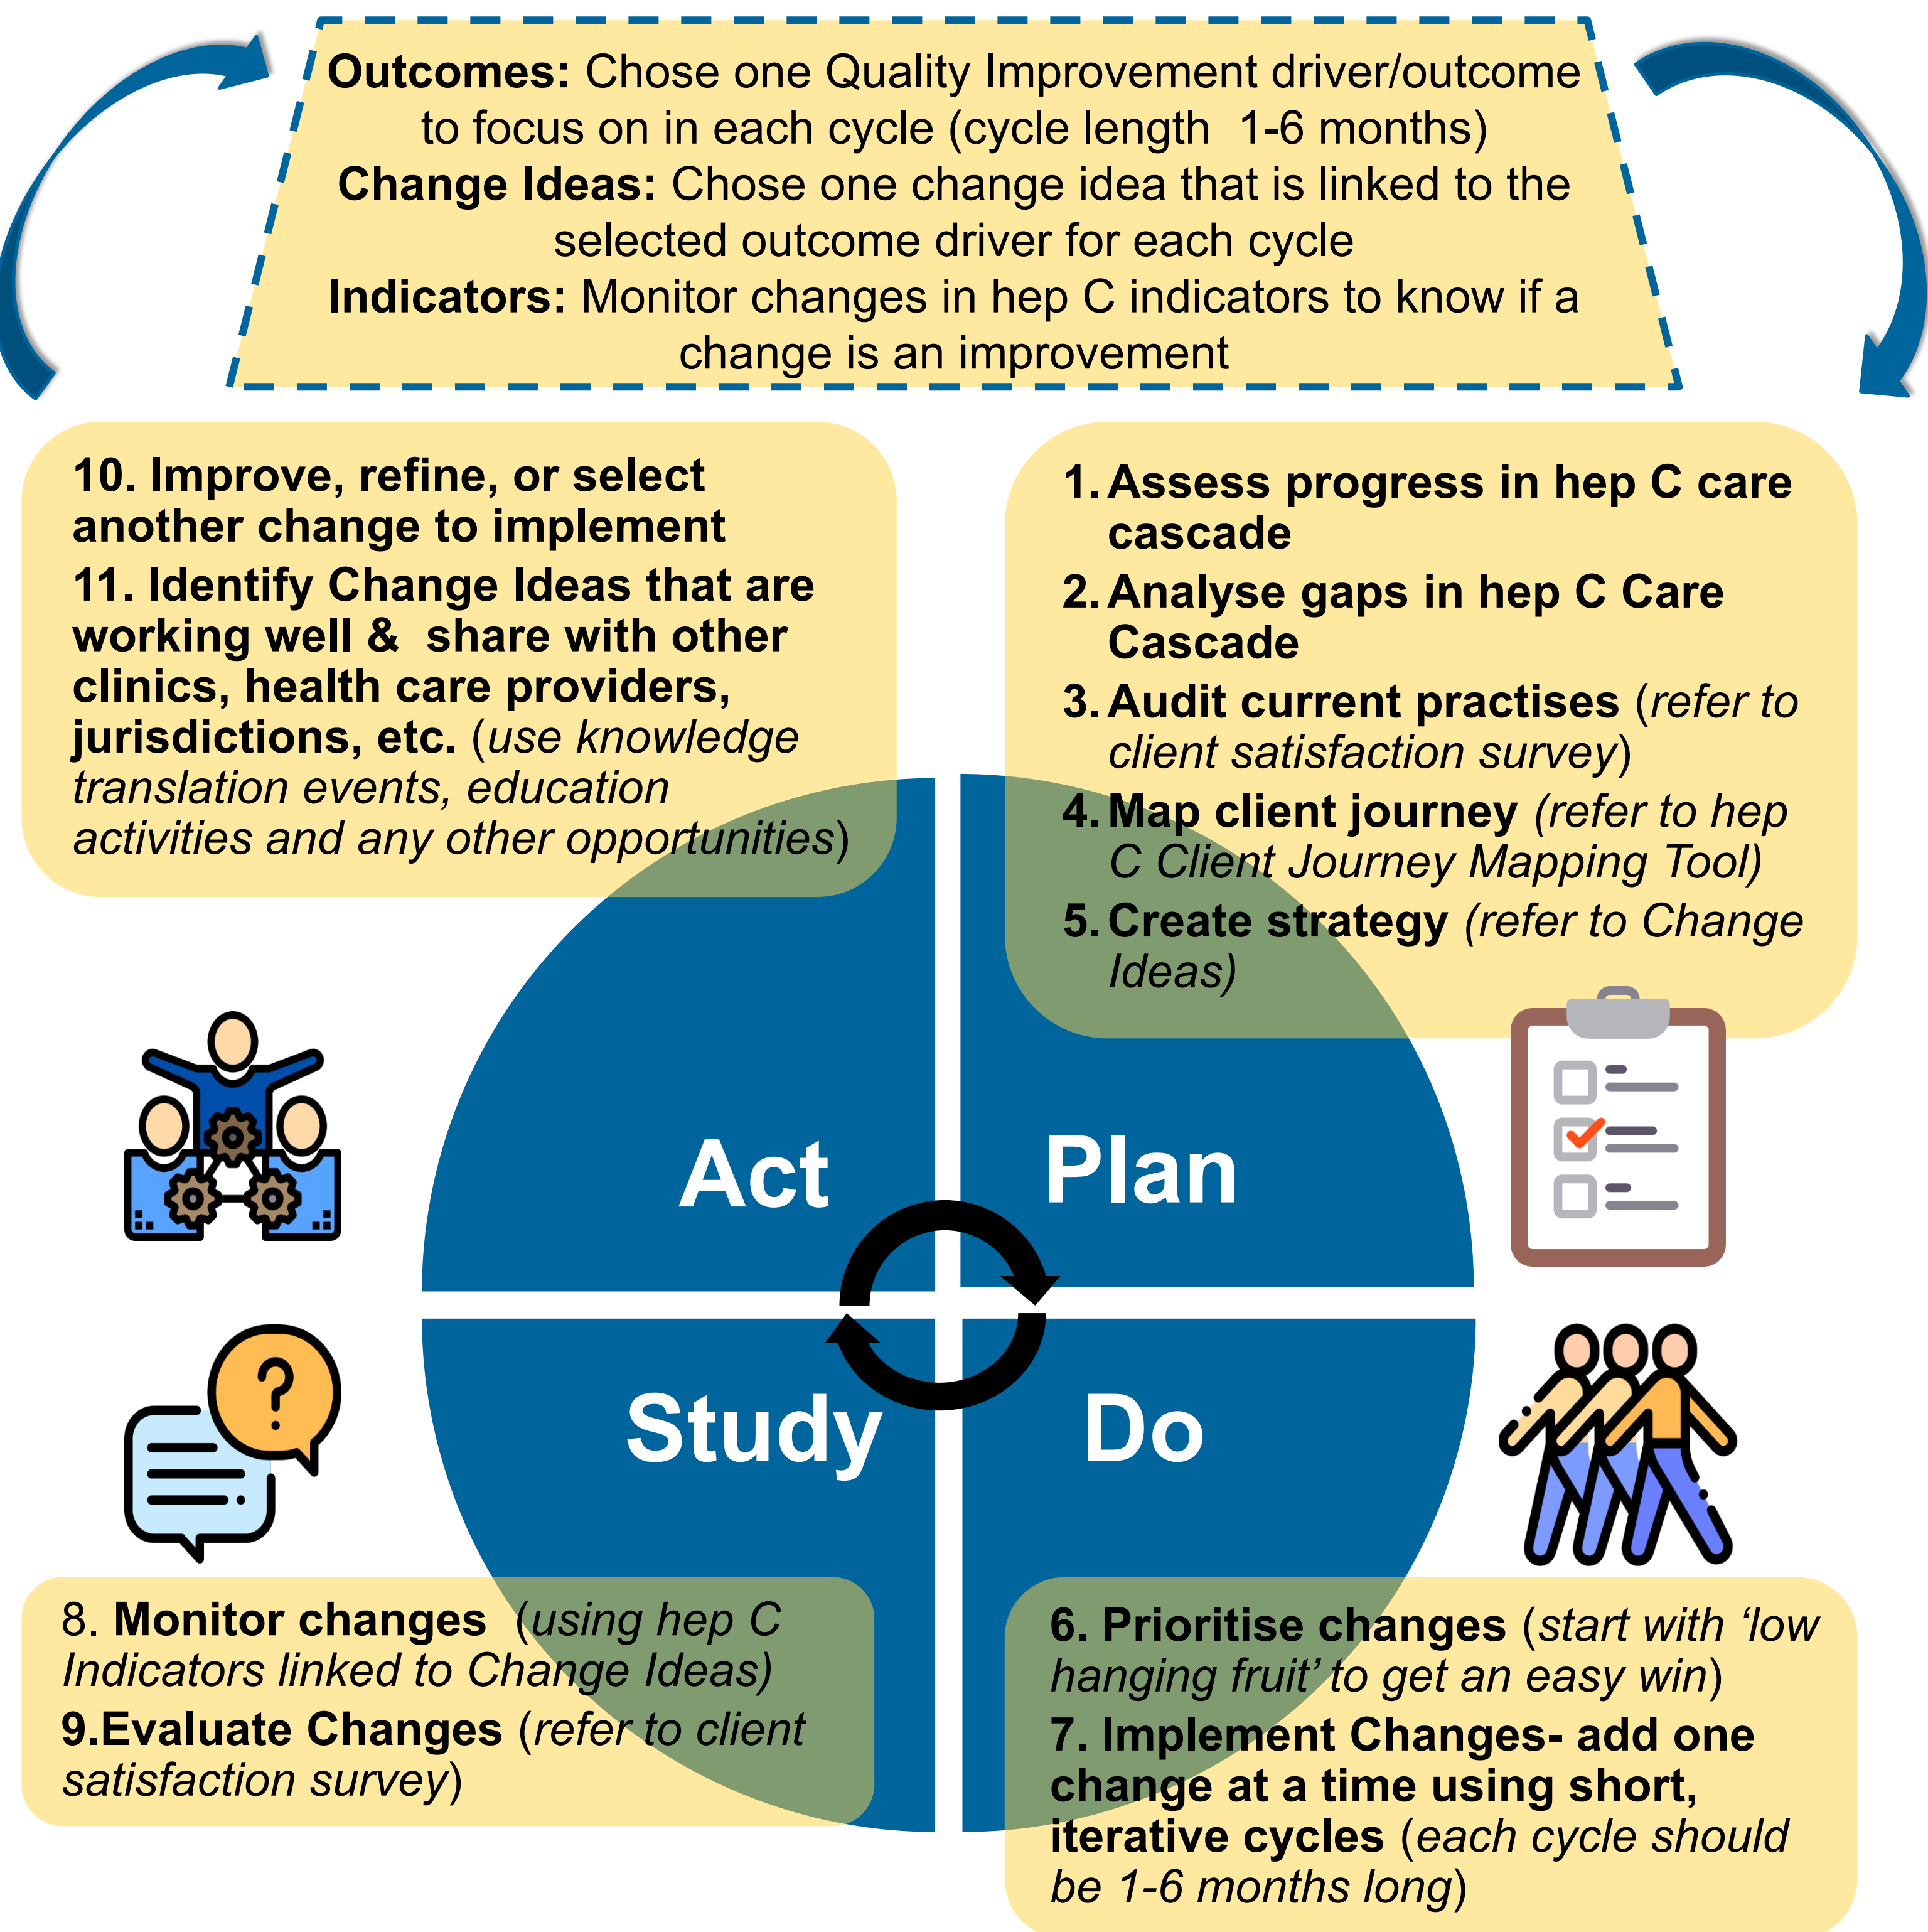 Outcomes: Chose one Quality Improvement driver/outcome
to focus on in each cycle (cycle length  1-6 months)
Change Ideas: Chose one change idea that is linked to the
selected outcome driver for each cycle
Indicators: Monitor changes in hep C indicators to know if a
change is an improvement
1. Assess progress in hep C care
cascade
2. Analyse gaps in hep C Care
Cascade
3. Audit current practises (refer to
client satisfaction survey)
4. Map client journey (refer to hep
C Client Journey Mapping Tool)
5. Create strategy (refer to Change
Ideas)
Plan
Do
6. Prioritise changes (start with ‘low
hanging fruit’ to get an easy win)
7. Implement Changes- add one
change at a time using short,
iterative cycles (each cycle should
be 1-6 months long)
Study
8. Monitor changes  (using hep C
Indicators linked to Change Ideas)
9.Evaluate Changes (refer to client
satisfaction survey)
Act
10. Improve, refine, or select
another change to implement
11. Identify Change Ideas that are
working well &  share with other
clinics, health care providers,
jurisdictions, etc. (use knowledge
translation events, education
activities and any other opportunities)
?